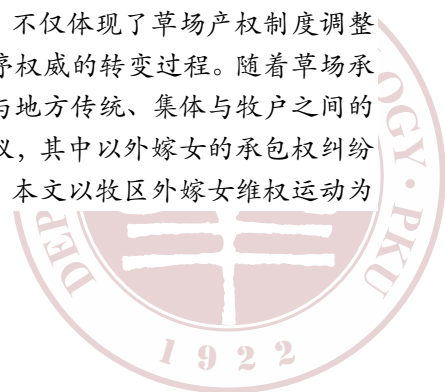 不仅体现了草场产权制度调整
序权威的转变过程。随着草场承
与地方传统、集体与牧户之间的
议，其中以外嫁女的承包权纠纷
本文以牧区外嫁女维权运动为
DEP
OGY · PKU
1922